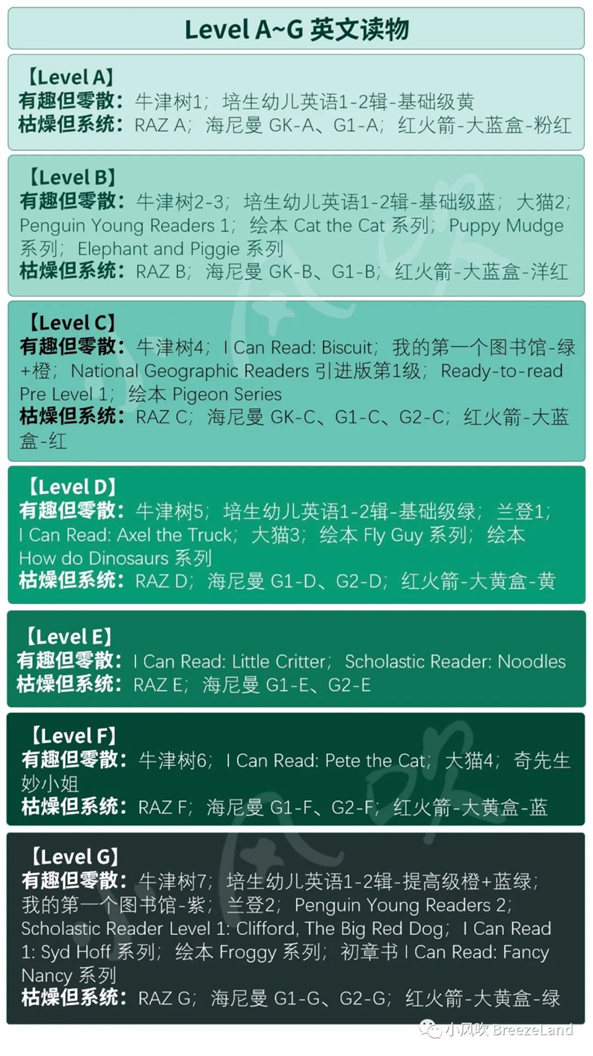 Level A~G 英文读物
【Level A】
有趣但零散：牛津树1；培生幼儿英语1-2辑-基础级黄
枯燥但系统：RAZ A；海尼曼 GK-A、G1-A；红火箭-大蓝盒-粉红
【Level B】
有趣但零散：牛津树2-3；培生幼儿英语1-2辑-基础级蓝；大猫2；
Penguin Young Readers 1；绘本 Cat the Cat 系列；Puppy Mudge
系列；Elephant and Piggie 系列
枯燥但系统：RAZ B；海尼曼 GK-B、G1-B；红火箭-大蓝盒-洋红
【Level C】
有趣但零散：牛津树4；I Can Read: Biscuit；我的第一个图书馆-绿
+橙；National Geographic Readers 引进版第1级；Ready-to-read
Pre Level 1；绘本 Pigeon Series
枯燥但系统：RAZ C；海尼曼 GK-C、G1-C、G2-C；红火箭-大蓝
盒-红
【Level D】
有趣但零散：牛津树5；培生幼儿英语1-2辑-基础级绿；兰登1；
I Can Read: Axel the Truck；大猫3；绘本 Fly Guy 系列；绘本
How do Dinosaurs 系列
枯燥但系统：RAZ D；海尼曼 G1-D、G2-D；红火箭-大黄盒-黄
【Level E】
有趣但零散：I Can Read: Little Critter；Scholastic Reader: Noodles
枯燥但系统：RAZ E；海尼曼 G1-E、G2-E
【Level F】
有趣但零散：牛津树6；I Can Read: Pete the Cat；大猫4；奇先生
妙小姐
枯燥但系统：RAZ F；海尼曼 G1-F、G2-F；红火箭-大黄盒-蓝
【Level G】
有趣但零散：牛津树7；培生幼儿英语1-2辑-提高级橙+蓝绿；
我的第一个图书馆-紫；兰登2；Penguin Young Readers 2；
Scholastic Reader Level 1: Clifford, The Big Red Dog；I Can Read
1: Syd Hoff 系列；绘本 Froggy 系列；初章书 I Can Read: Fancy
Nancy 系列
枯燥但系统：RAZ G；海尼曼 G1-G、G2-G；红火箭-大黄盒-绿
小风吹
小风吹
小风吹 BreezeLand